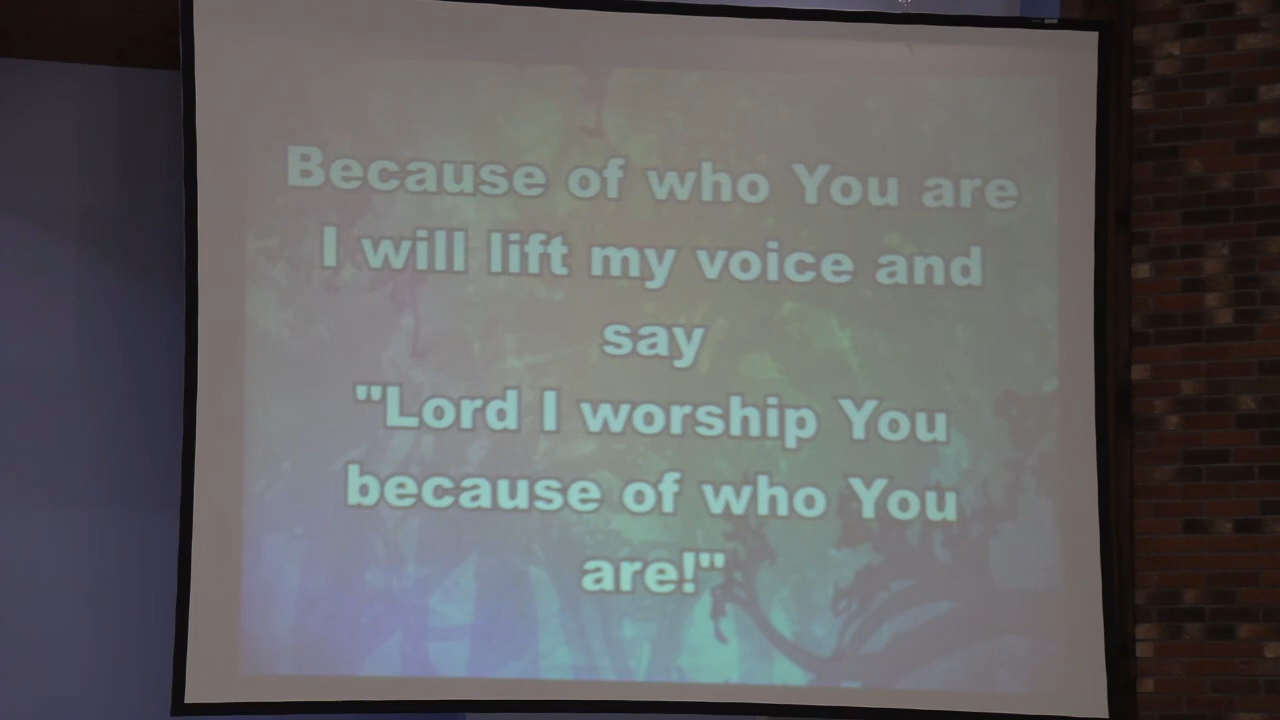 Because of who You are
I will lift my voice and
say
"Lord I worship You
because of who You
are!"